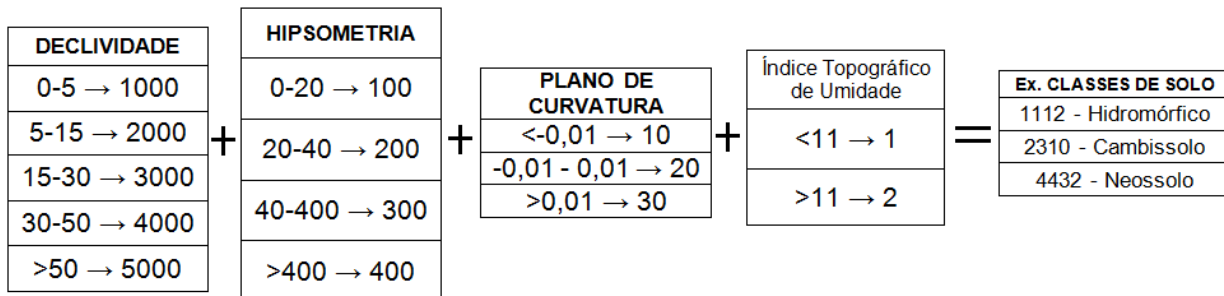 DECLIVIDADE
0-5 → 1000
5-15 → 2000
15-30 → 3000
30-50 → 4000
>50 → 5000
+
HIPSOMETRIA
0-20 → 100
20-40 → 200
40-400 → 300
>400 → 400
+
PLANO DE
CURVATURA
<-0,01 → 10
-0,01 - 0,01 → 20
>0,01 → 30
+
Índice Topográfico
de Umidade
<11 → 1
>11 → 2
=
Ex. CLASSES DE SOLO
1112 - Hidromórfico
2310 - Cambissolo
4432 - Neossolo